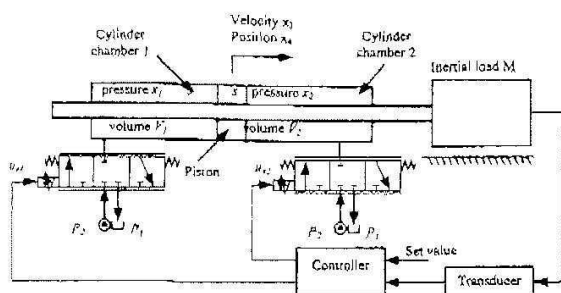 Velocity x₃
Position x₄
Cylinder
chamber 1
Cylinder
chamber 2
Inertial load M
pressure x₁
s
pressure x₂
volume V₁
volume V₂
Piston
P₂
P₁
P₂
P₁
Controller
Set value
Transducer